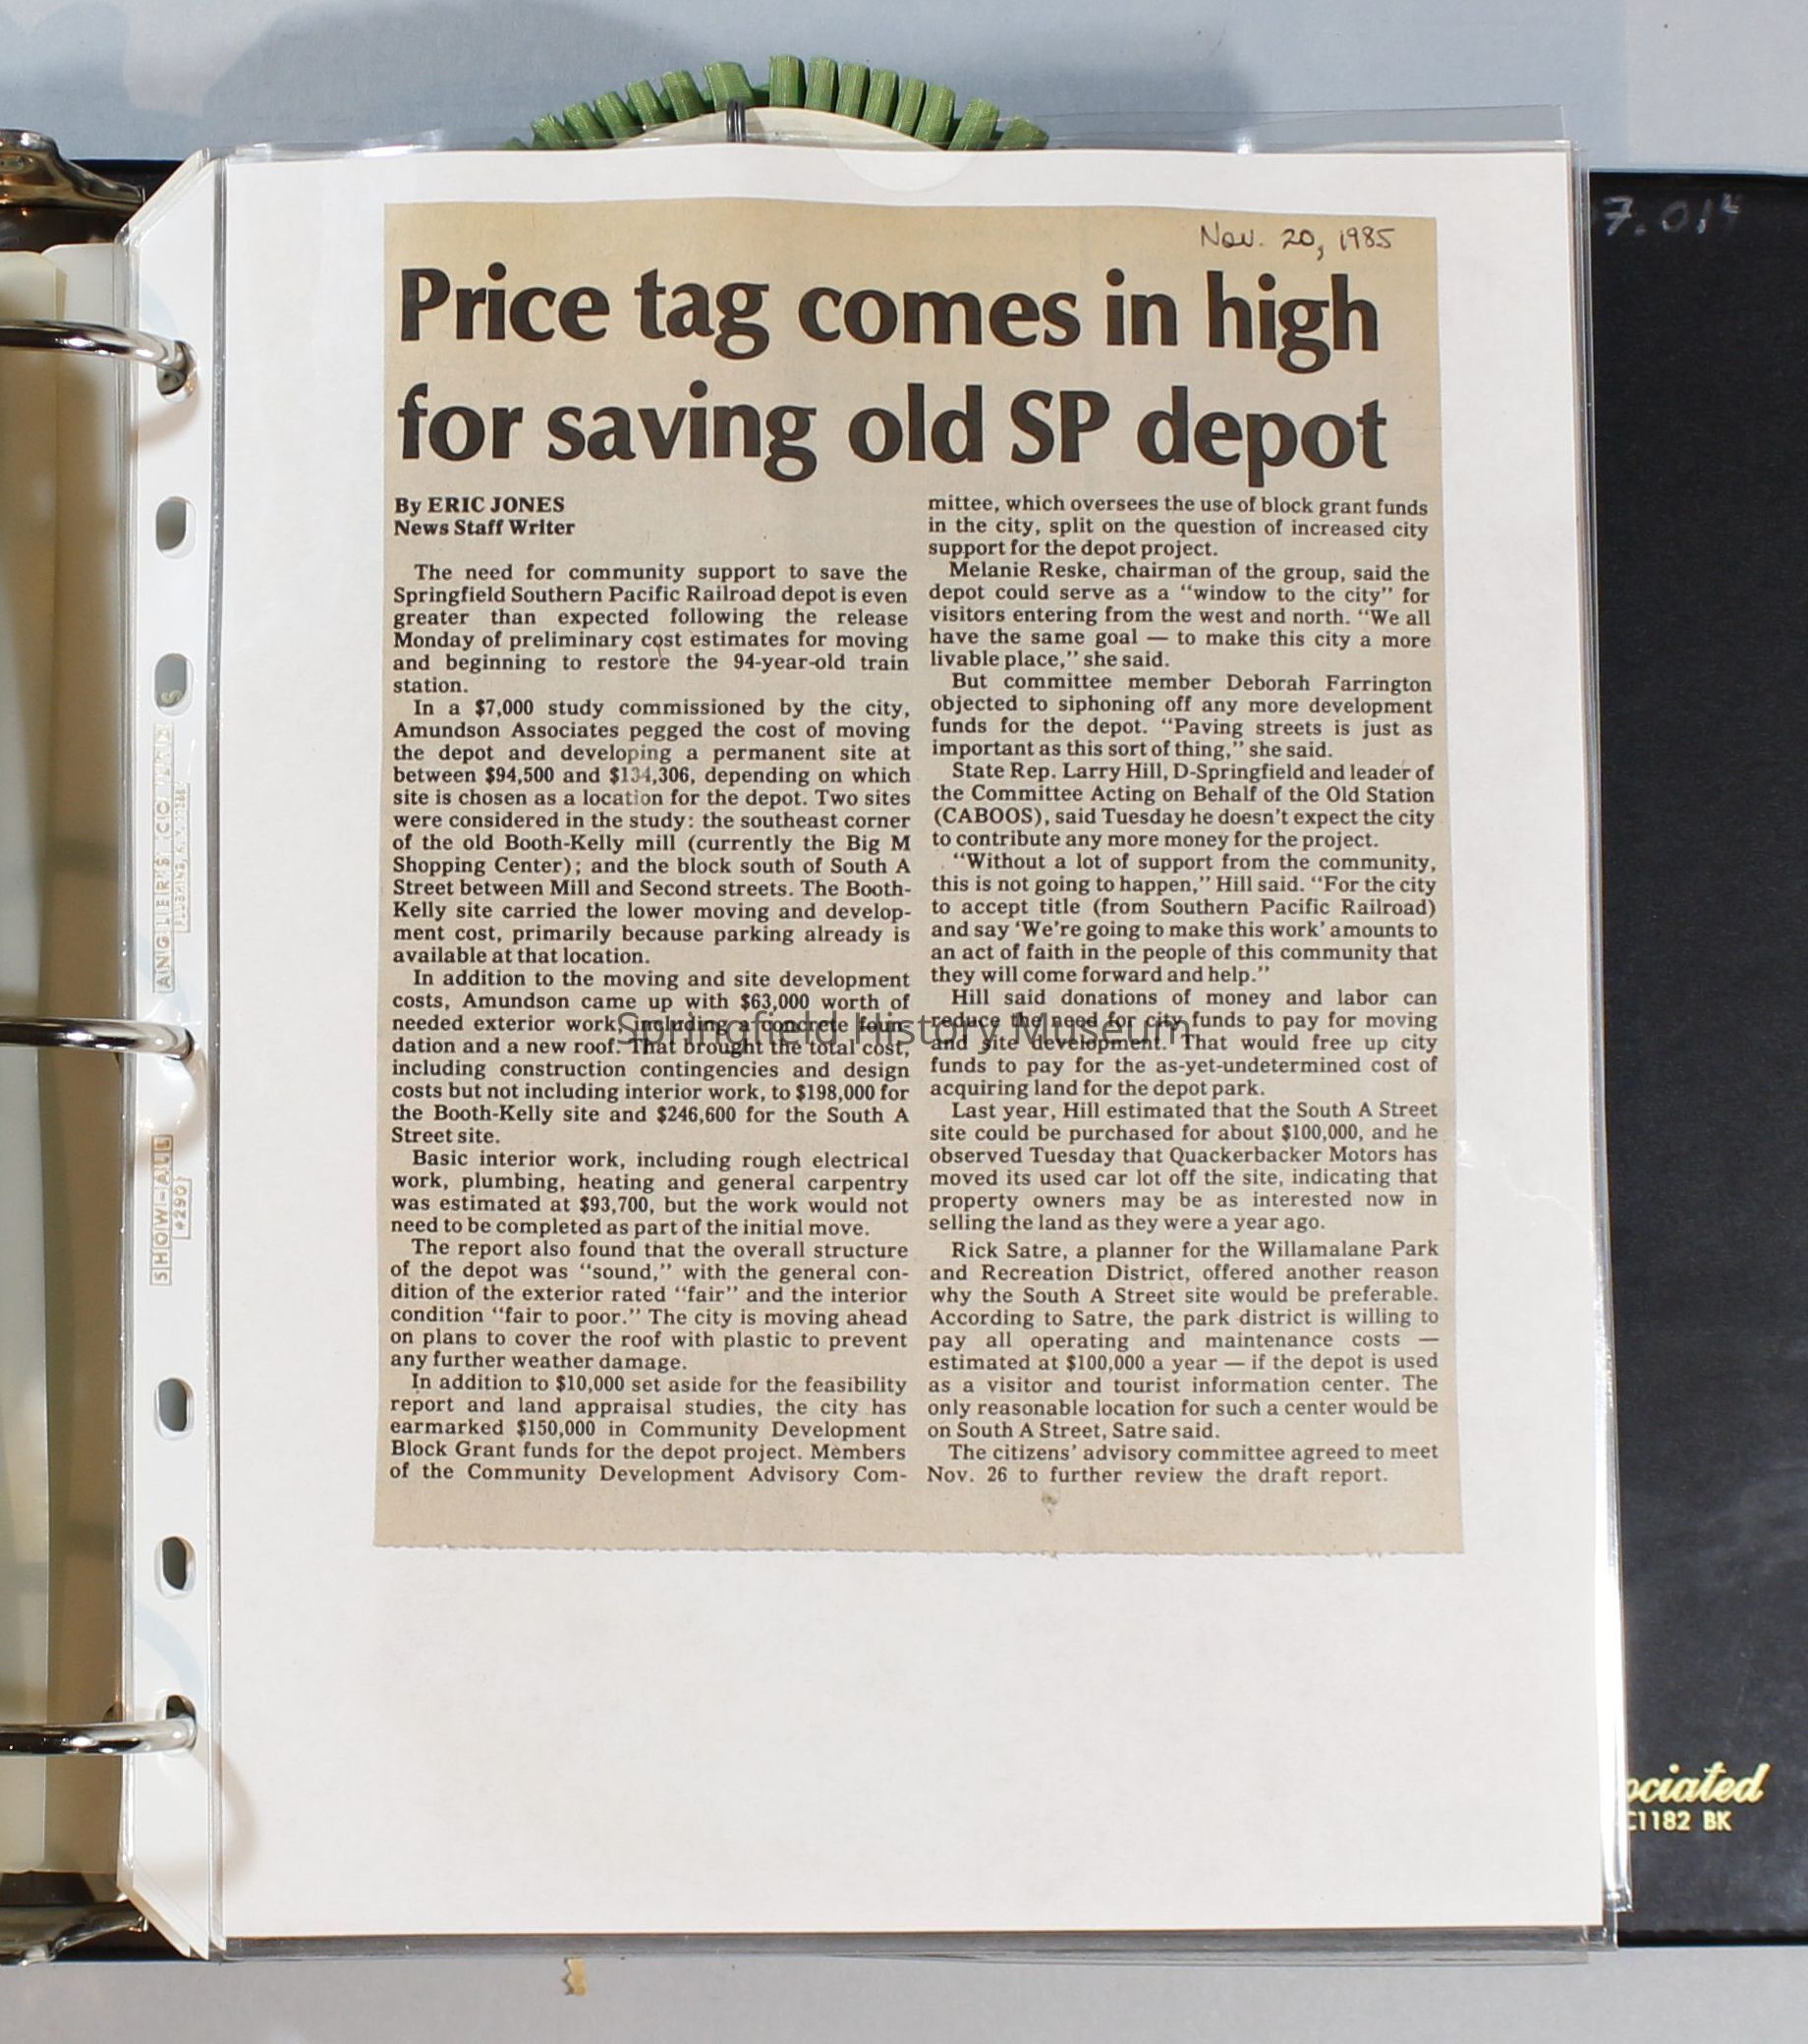 Nov. 20, 1985
Price tag comes in high
for saving old SP depot
By ERIC JONES
News Staff Writer
The need for community support to save the
Springfield Southern Pacific Railroad depot is even
greater than expected following the release
Monday of preliminary cost estimates for moving
and beginning to restore the 94-year-old train
station.
In a $7,000 study commissioned by the city,
Amundson Associates pegged the cost of moving
the depot and developing a permanent site at
between $94,500 and $134,306, depending on which
site is chosen as a location for the depot. Two sites
were considered in the study: the southeast corner
of the old Booth-Kelly mill (currently the Big M
Shopping Center); and the block south of South A
Street between Mill and Second streets. The Booth-
Kelly site carried the lower moving and develop-
ment cost, primarily because parking already is
available at that location.
In addition to the moving and site development
costs, Amundson came up with $63,000 worth of
needed exterior work, including a concrete foun-
dation and a new roof. That brought the total cost,
including construction contingencies and design
costs but not including interior work, to $198,000 for
the Booth-Kelly site and $246,600 for the South A
Street site.
Basic interior work, including rough electrical
work, plumbing, heating and general carpentry
was estimated at $93,700, but the work would not
need to be completed as part of the initial move.
The report also found that the overall structure
of the depot was "sound," with the general con-
dition of the exterior rated "fair" and the interior
condition "fair to poor." The city is moving ahead
on plans to cover the roof with plastic to prevent
any further weather damage.
In addition to $10,000 set aside for the feasibility
report and land appraisal studies, the city has
earmarked $150,000 in Community Development
Block Grant funds for the depot project. Members
of the Community Development Advisory Com-
mittee, which oversees the use of block grant funds
in the city, split on the question of increased city
support for the depot project.
Melanie Reske, chairman of the group, said the
depot could serve as a "window to the city" for
visitors entering from the west and north. "We all
have the same goal — to make this city a more
livable place," she said.
But committee member Deborah Farrington
objected to siphoning off any more development
funds for the depot. "Paving streets is just as
important as this sort of thing," she said.
State Rep. Larry Hill, D-Springfield and leader of
the Committee Acting on Behalf of the Old Station
(CABOOS), said Tuesday he doesn't expect the city
to contribute any more money for the project.
"Without a lot of support from the community,
this is not going to happen," Hill said. "For the city
to accept title (from Southern Pacific Railroad)
and say 'We're going to make this work' amounts to
an act of faith in the people of this community that
they will come forward and help."
Hill said donations of money and labor can
reduce the need for city funds to pay for moving
and site development. That would free up city
funds to pay for the as-yet-undetermined cost of
acquiring land for the depot park.
Last year, Hill estimated that the South A Street
site could be purchased for about $100,000, and he
observed Tuesday that Quackerbacker Motors has
moved its used car lot off the site, indicating that
property owners may be as interested now in
selling the land as they were a year ago.
Rick Satre, a planner for the Willamalane Park
and Recreation District, offered another reason
why the South A Street site would be preferable.
According to Satre, the park district is willing to
pay all operating and maintenance costs —
estimated at $100,000 a year — if the depot is used
as a visitor and tourist information center. The
only reasonable location for such a center would be
on South A Street, Satre said.
The citizens' advisory committee agreed to meet
Nov. 26 to further review the draft report.
Springfield History Museum
SHOW-ALL
#290
7.014
ociated
C1182 BK